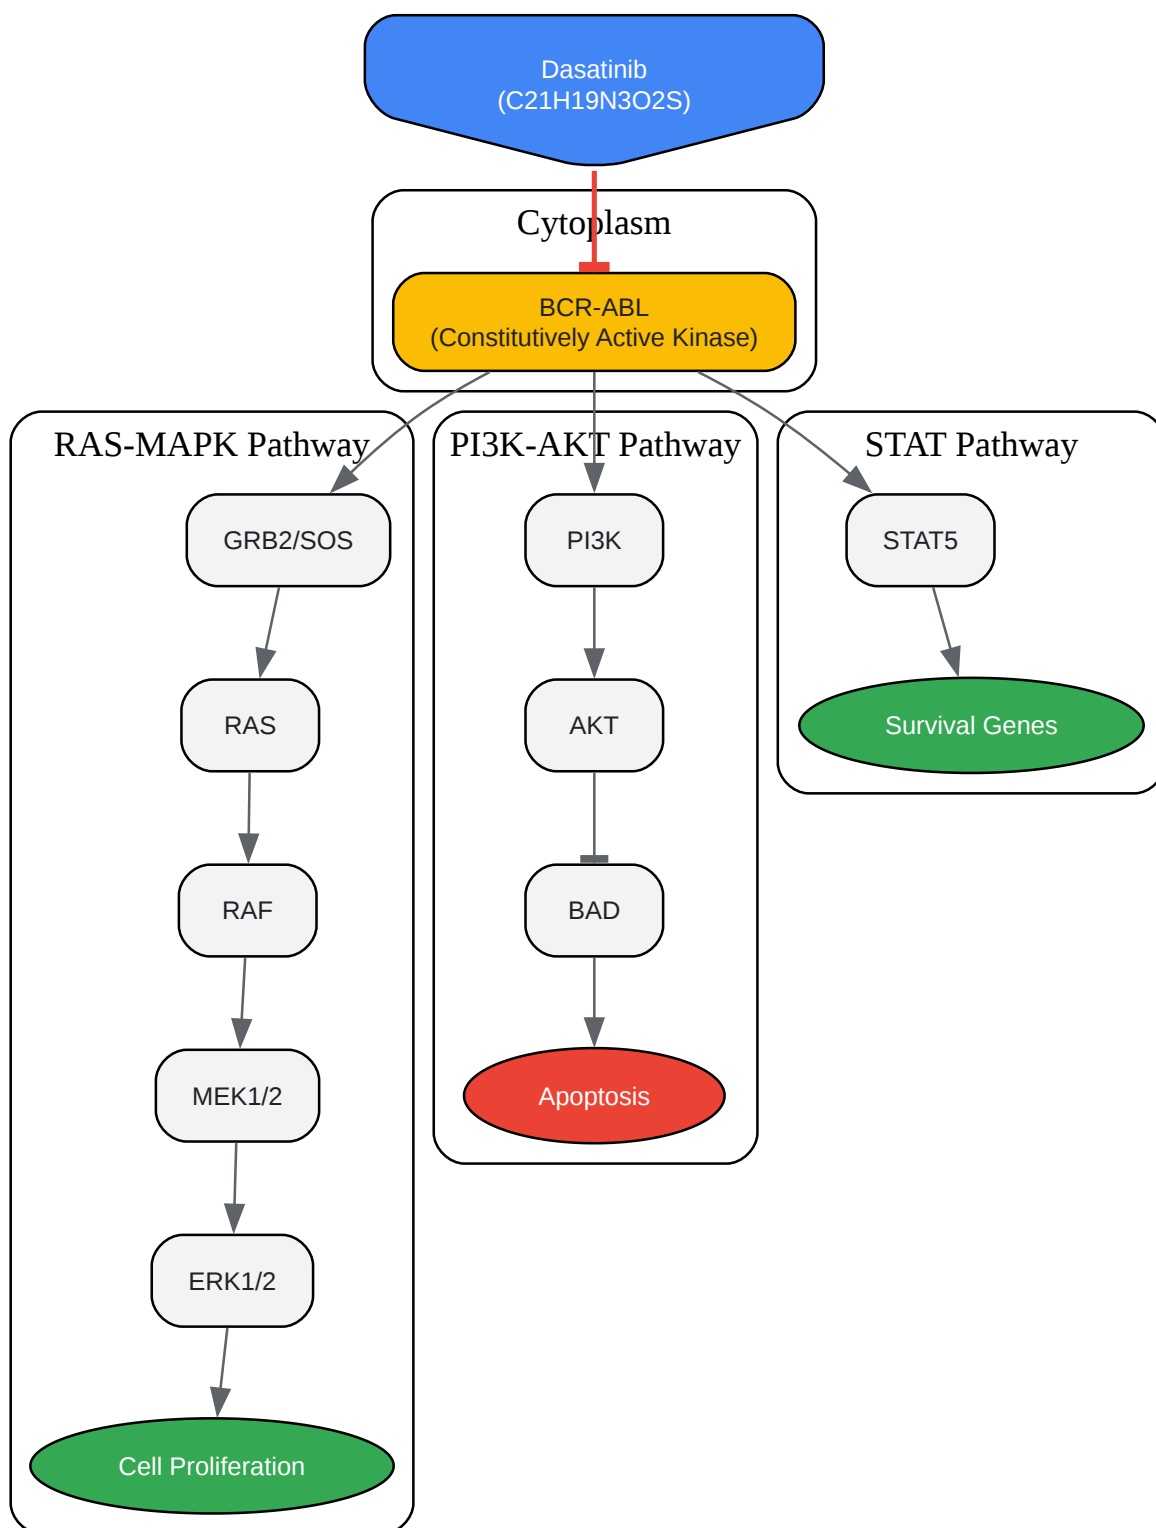 Dasatinib
(C21H19N3O2S)
Cytoplasm
BCR-ABL
(Constitutively Active Kinase)
RAS-MAPK Pathway
GRB2/SOS
RAS
RAF
MEK1/2
ERK1/2
Cell Proliferation
PI3K-AKT Pathway
PI3K
AKT
BAD
Apoptosis
STAT Pathway
STAT5
Survival Genes